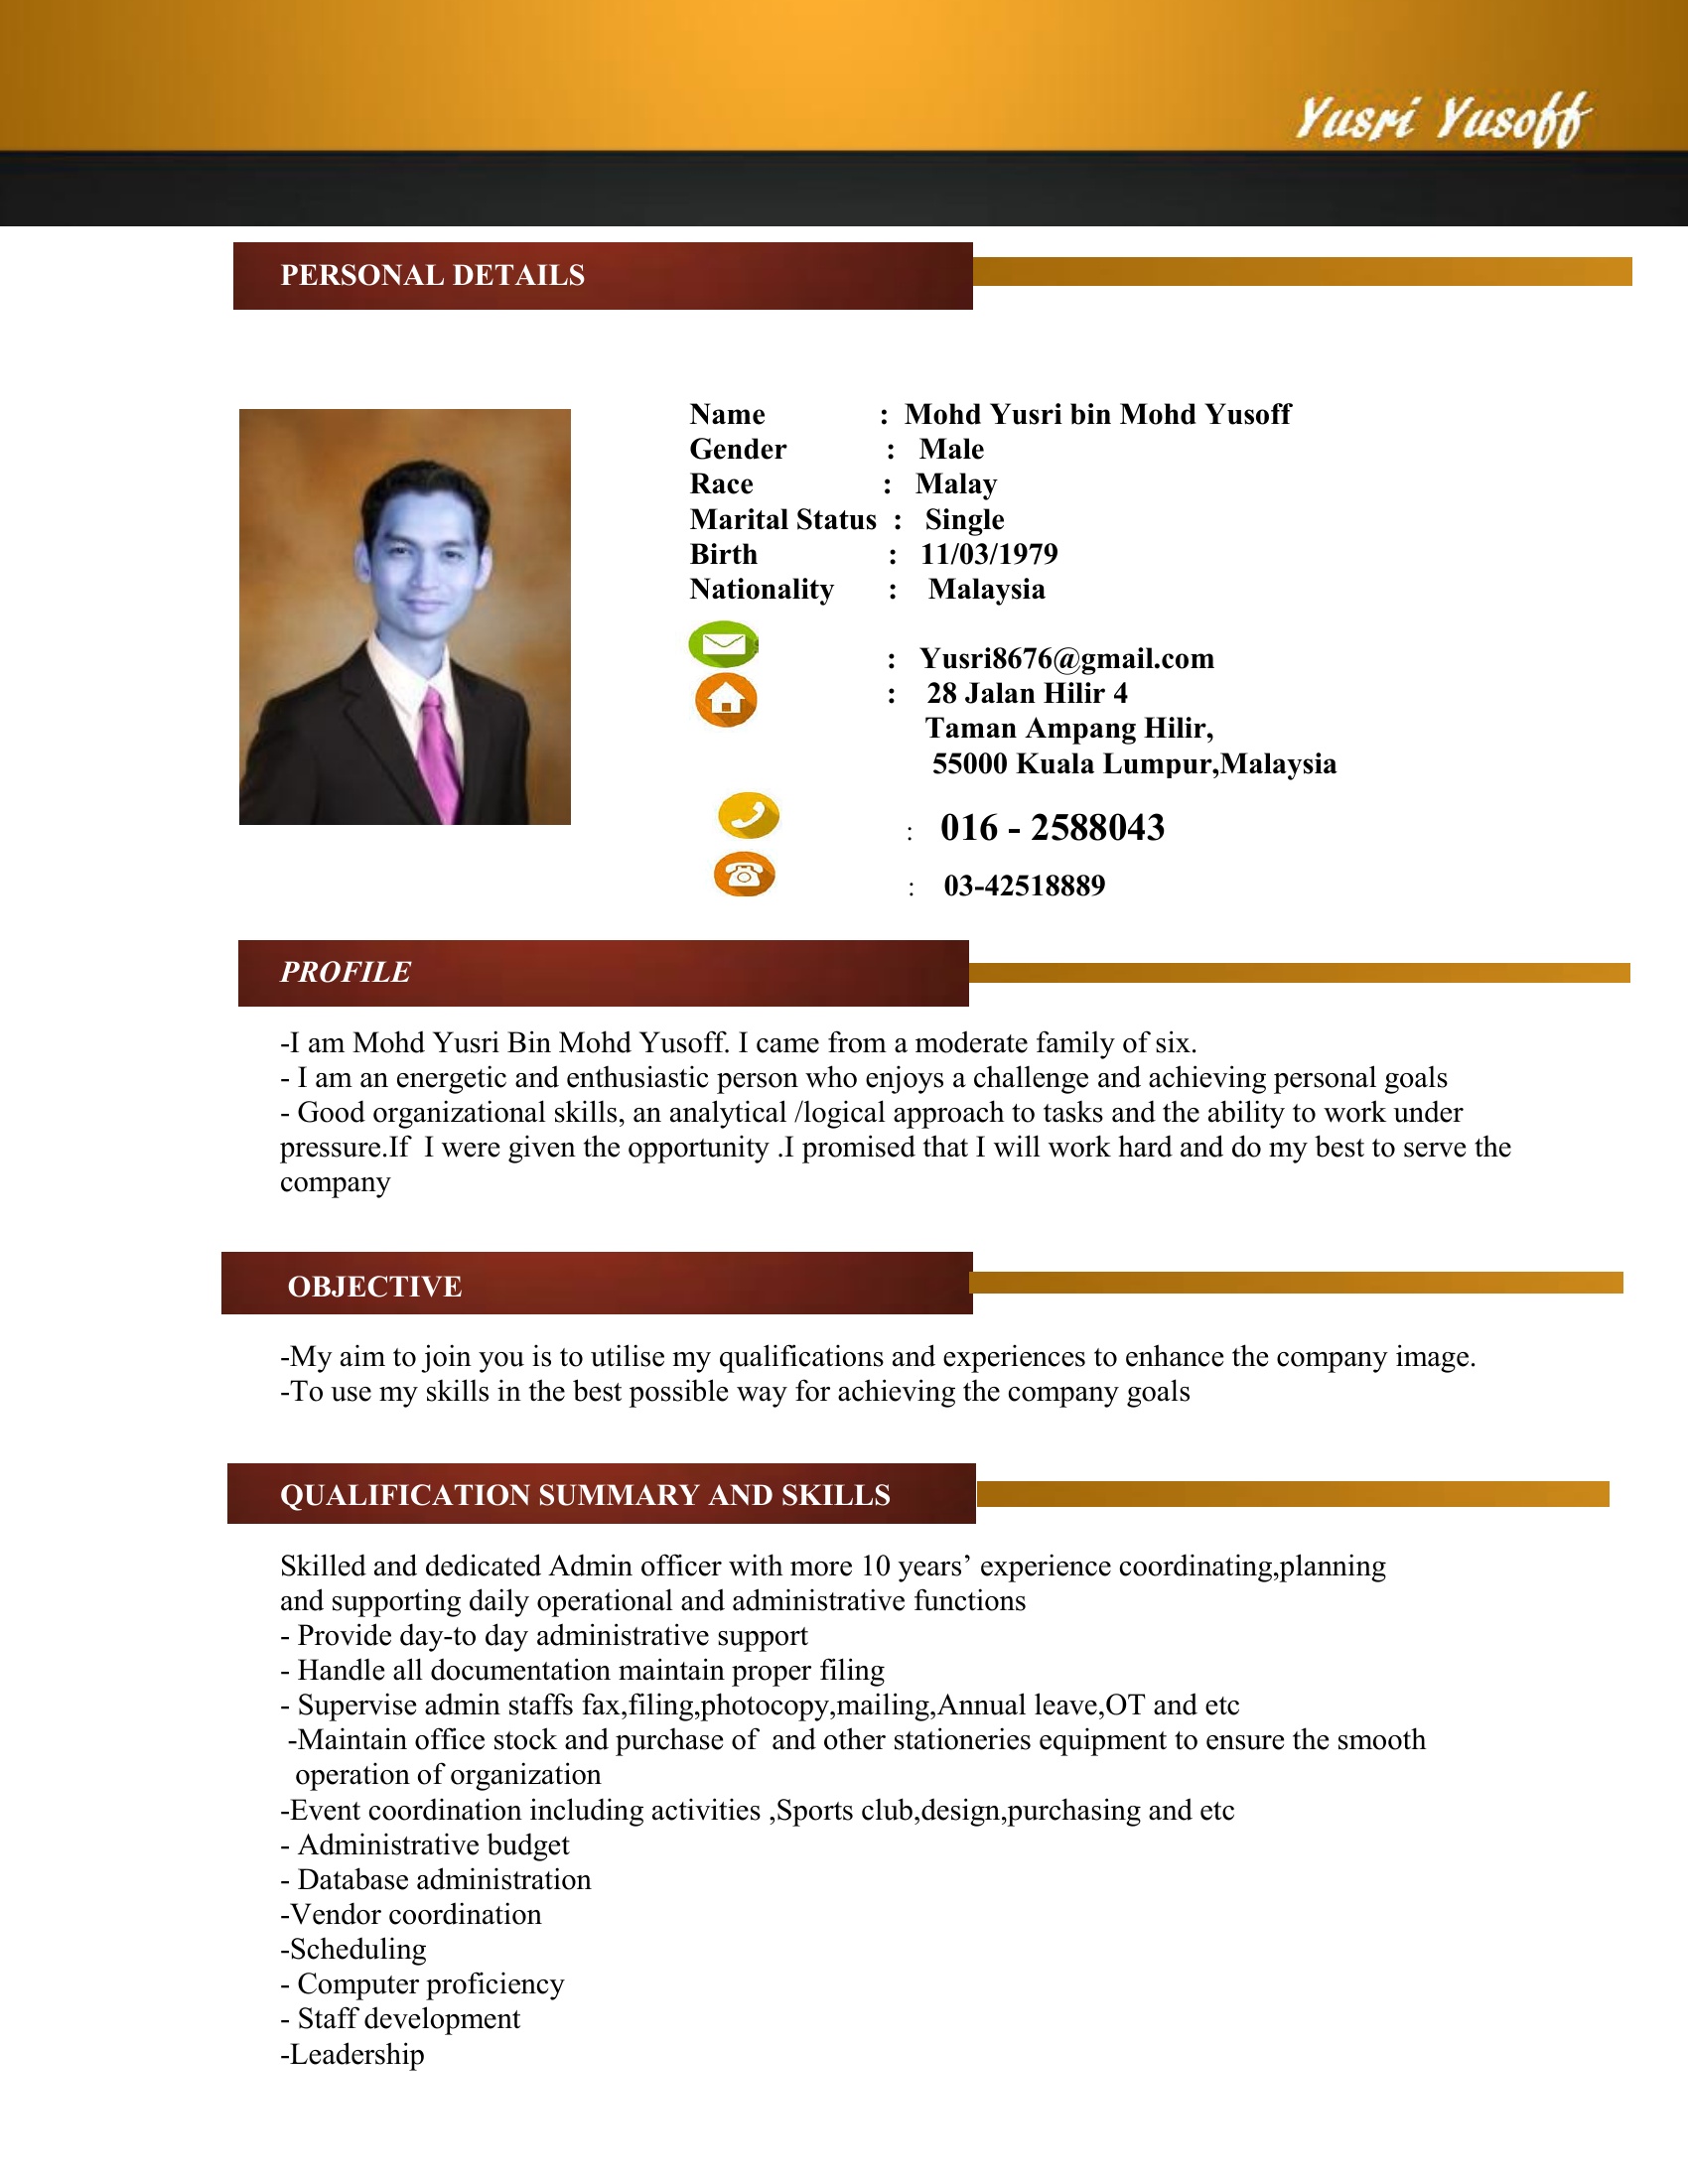 Yusri Yusoff
PERSONAL DETAILS
Name : Mohd Yusri bin Mohd Yusoff
Gender : Male
Race : Malay
Marital Status : Single
Birth : 11/03/1979
Nationality : Malaysia
: Yusri8676@gmail.com
: 28 Jalan Hilir 4
Taman Ampang Hilir,
55000 Kuala Lumpur,Malaysia
: 016 - 2588043
: 03-42518889
PROFILE
-I am Mohd Yusri Bin Mohd Yusoff. I came from a moderate family of six.
- I am an energetic and enthusiastic person who enjoys a challenge and achieving personal goals
- Good organizational skills, an analytical /logical approach to tasks and the ability to work under
pressure.If  I were given the opportunity .I promised that I will work hard and do my best to serve the
company
OBJECTIVE
-My aim to join you is to utilise my qualifications and experiences to enhance the company image.
-To use my skills in the best possible way for achieving the company goals
QUALIFICATION SUMMARY AND SKILLS
Skilled and dedicated Admin officer with more 10 years’ experience coordinating,planning
and supporting daily operational and administrative functions
- Provide day-to day administrative support
- Handle all documentation maintain proper filing
- Supervise admin staffs fax,filing,photocopy,mailing,Annual leave,OT and etc
-Maintain office stock and purchase of  and other stationeries equipment to ensure the smooth
operation of organization
-Event coordination including activities ,Sports club,design,purchasing and etc
- Administrative budget
- Database administration
-Vendor coordination
-Scheduling
- Computer proficiency
- Staff development
-Leadership